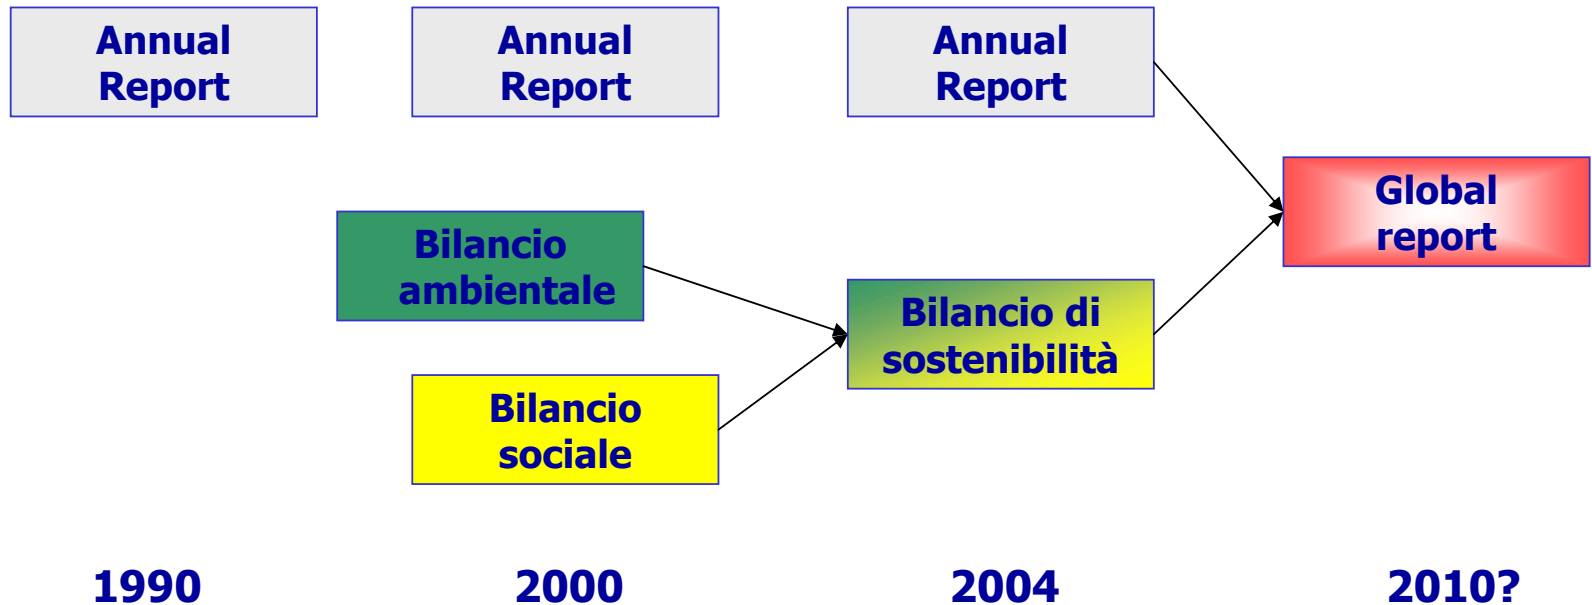 Annual
Report
Annual
Report
Annual
Report
Global
report
Bilancio
ambientale
Bilancio di
sostenibilità
Bilancio
sociale
1990
2000
2004
2010?